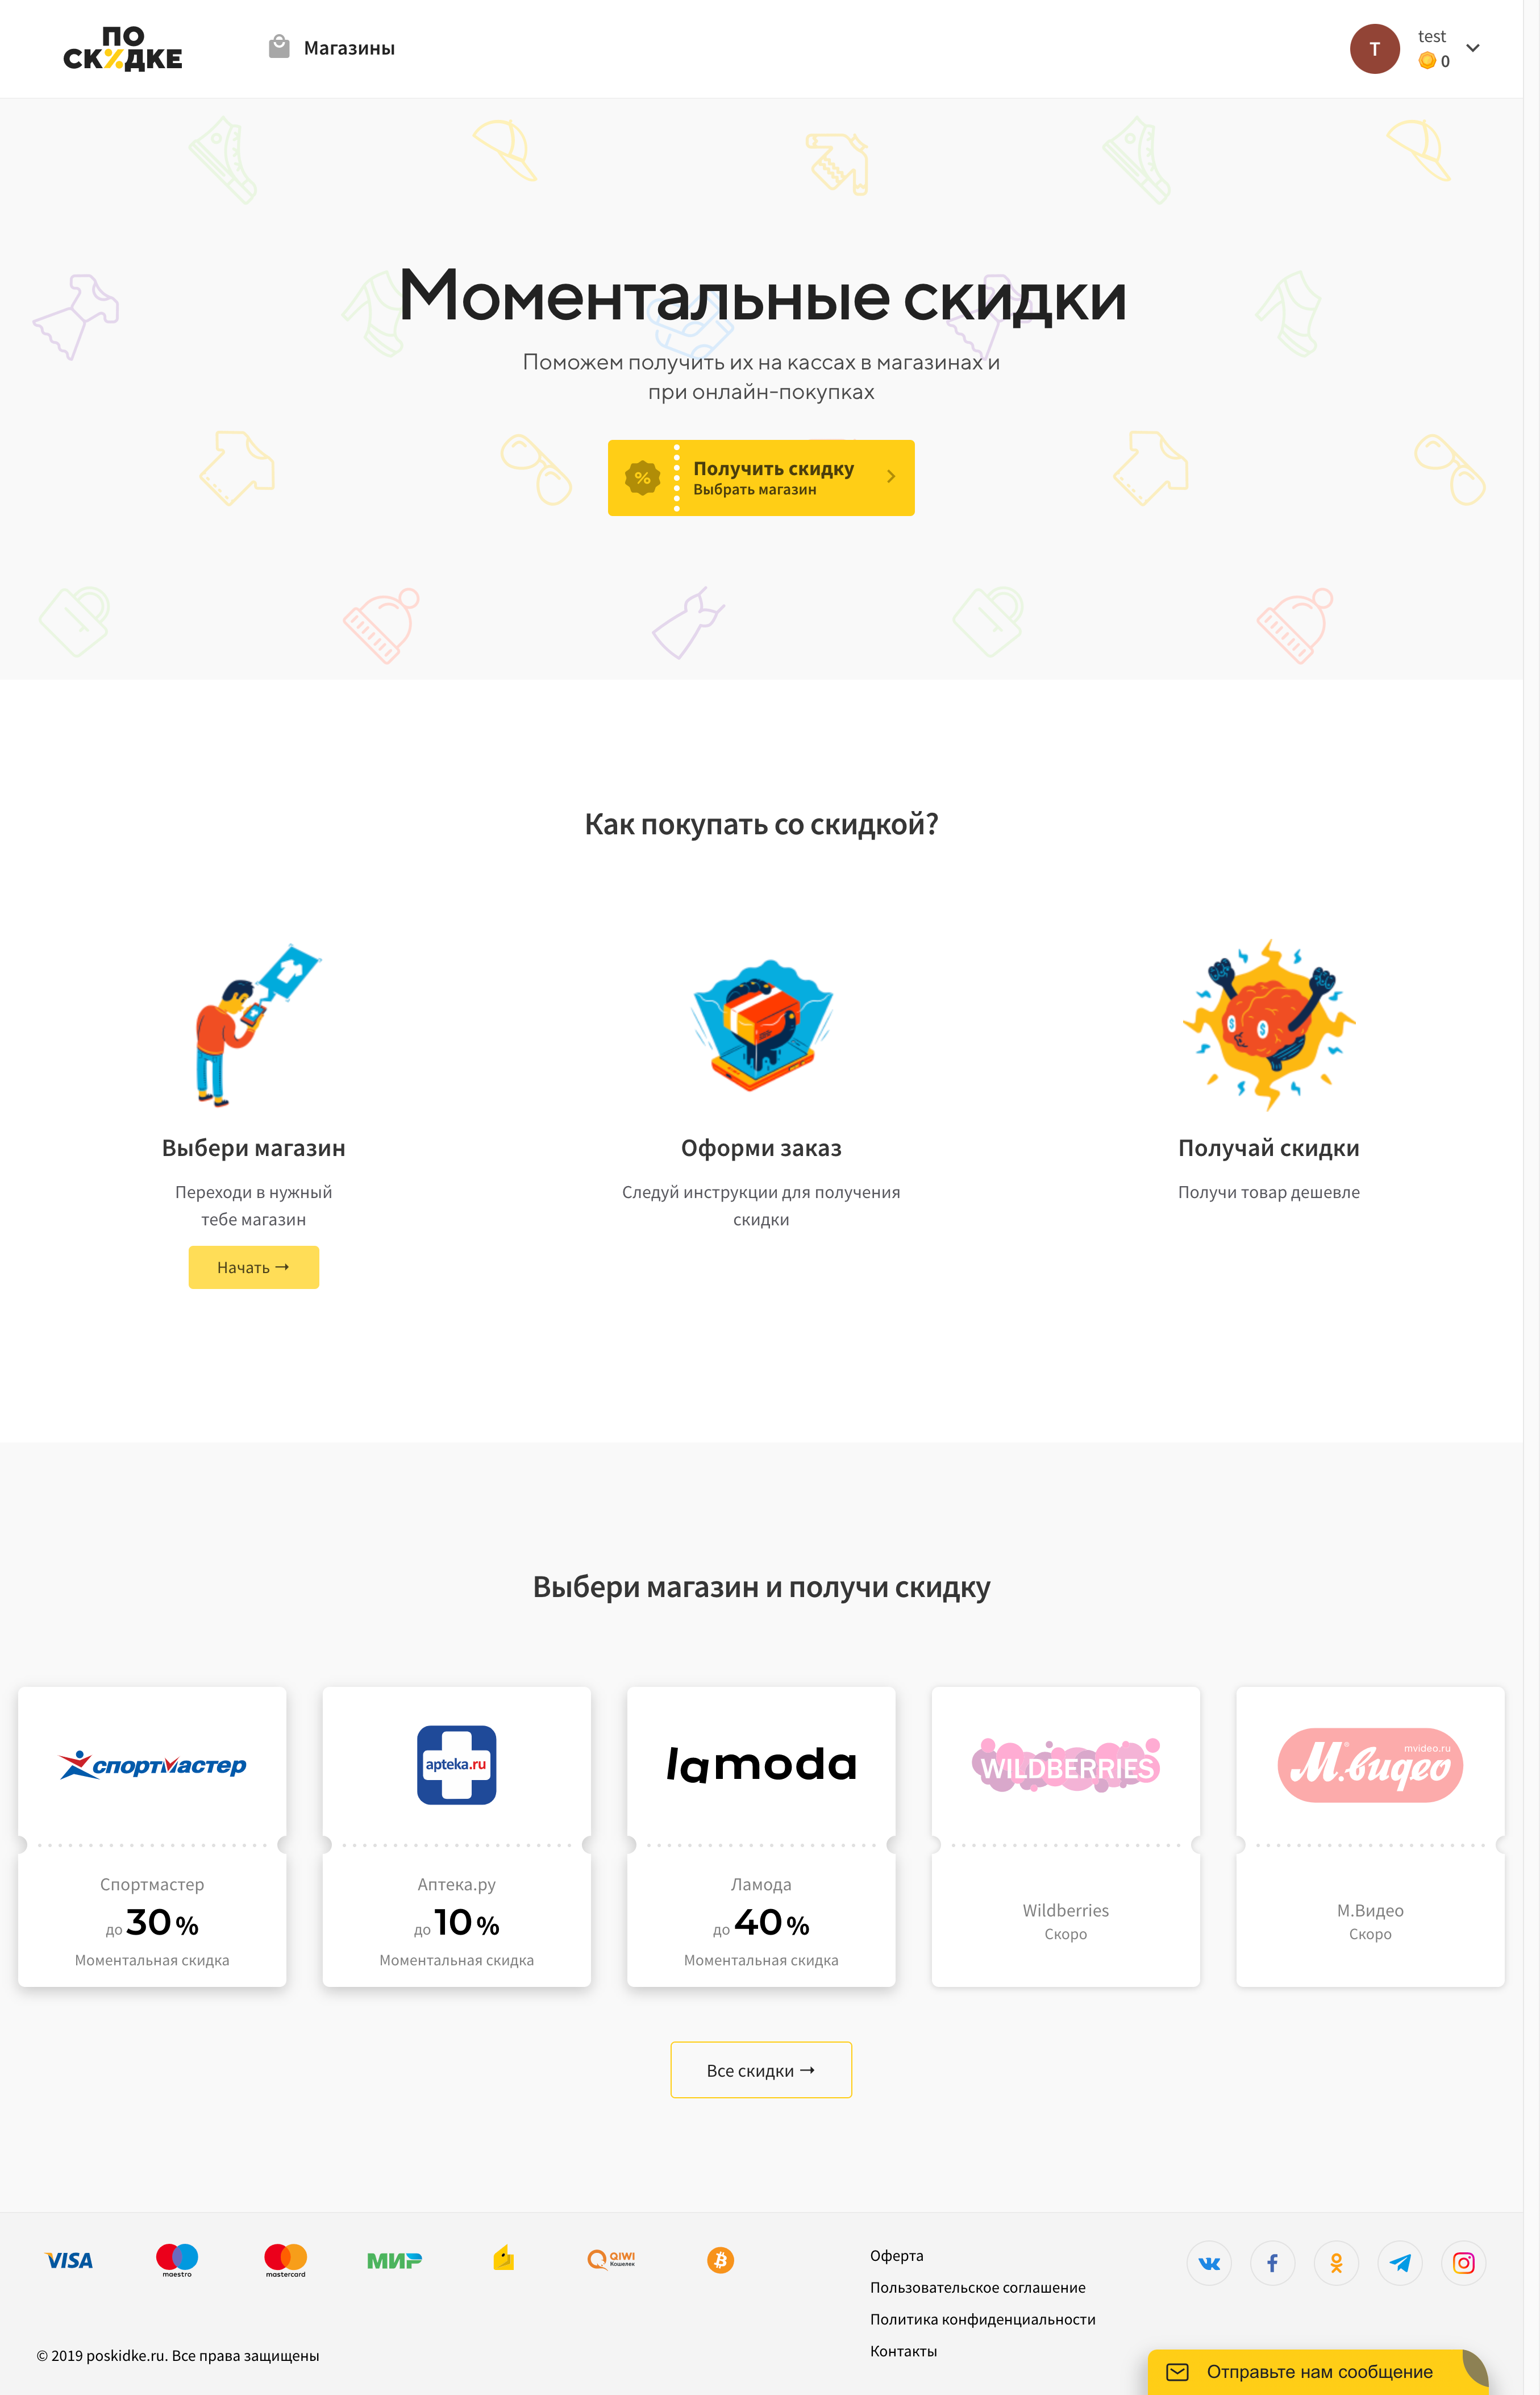 ПО
СКИДКЕ
Магазины
T
test
0
Моментальные скидки
Поможем получить их на кассах в магазинах и
при онлайн-покупках
%
Получить скидку
Выбрать магазин
Как покупать со скидкой?
$ $
Выбери магазин
Переходи в нужный
тебе магазин
Начать →
Оформи заказ
Следуй инструкции для получения
скидки
Получай скидки
Получи товар дешевле
Выбери магазин и получи скидку
спортмастер
Спортмастер
до 30 %
Моментальная скидка
apteka.ru
Аптека.ру
до 10 %
Моментальная скидка
lamoda
Ламода
до 40 %
Моментальная скидка
WILDBERRIES
Wildberries
Скоро
mvideo.ru
М.видео
М.Видео
Скоро
Все скидки →
VISA
maestro
mastercard
МИР
QIWI
Кошелек
Оферта
Пользовательское соглашение
Политика конфиденциальности
Контакты
© 2019 poskidke.ru. Все права защищены
Отправьте нам сообщение